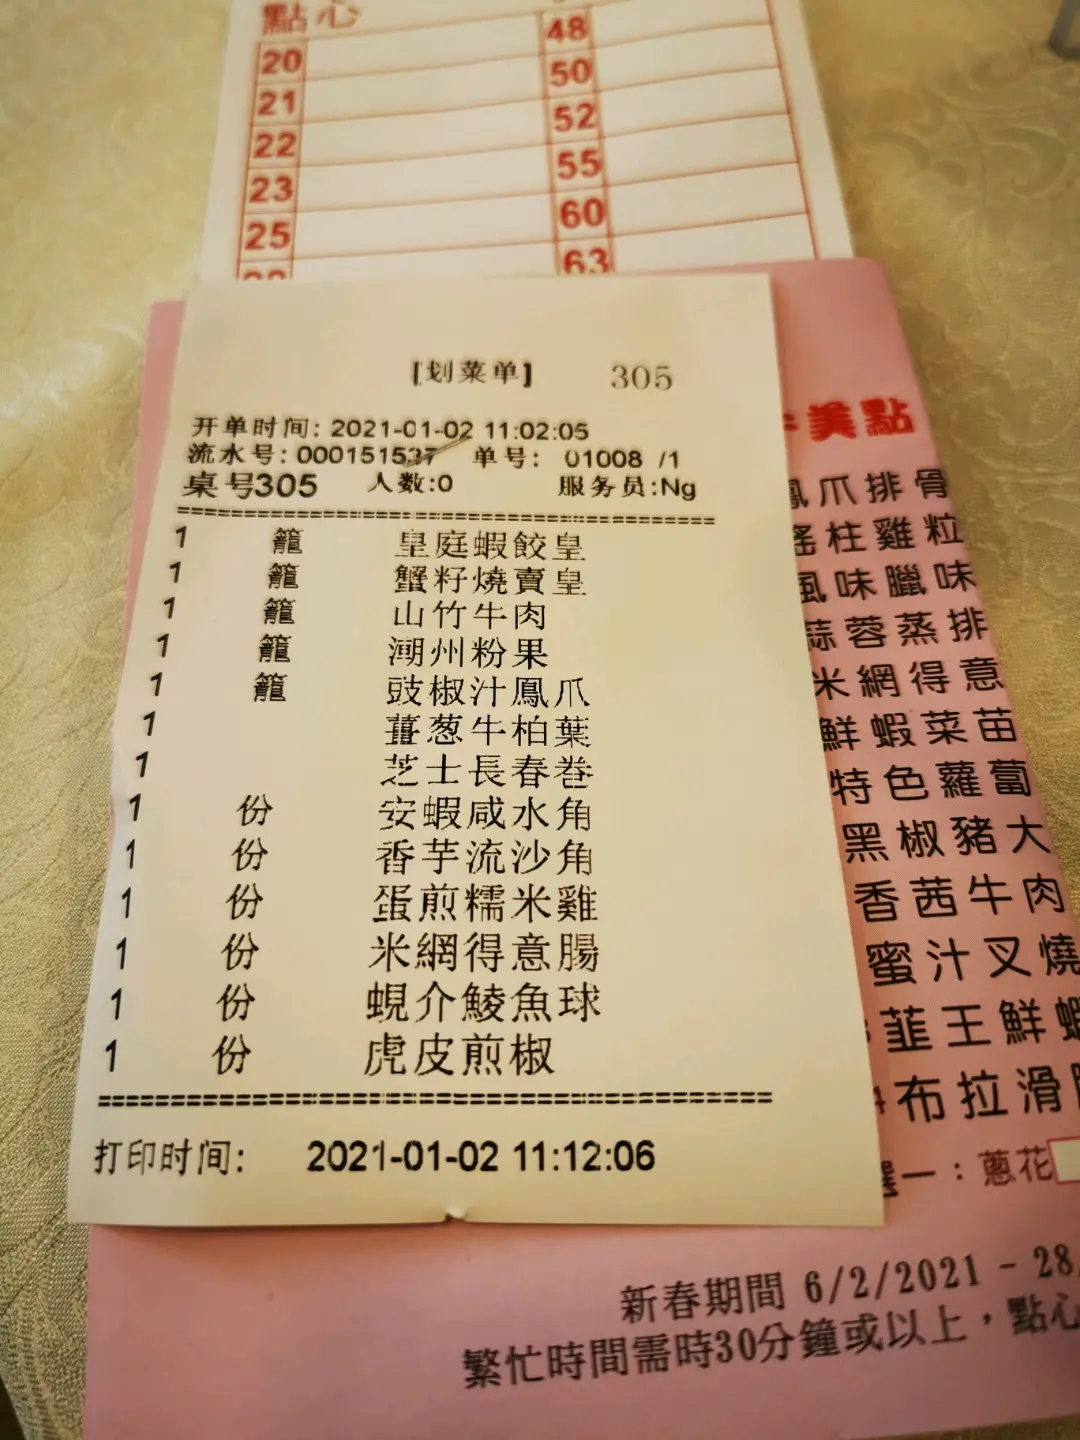 點心
20 48
21 50
22 52
23 55
25 60
63
[划菜单] 305
开单时间: 2021-01-02 11:02:05
流水号: 000151537 单号: 01008 /1
桌号305 人数:0 服务员:Ng
1 籠 皇庭蝦餃皇
1 籠 蟹籽燒賣皇
1 籠 山竹牛肉
1 籠 潮州粉果
1 籠 豉椒汁鳳爪
1 薑葱牛柏葉
1 芝士長春卷
1 份 安蝦咸水角
1 份 香芋流沙角
1 份 蛋煎糯米雞
1 份 米網得意腸
1 份 蜆介鯪魚球
1 份 虎皮煎椒
打印时间: 2021-01-02 11:12:06
美點
鳳爪排骨
瑤柱雞粒
風味臘味
蒜蓉蒸排
米網得意
鮮蝦菜苗
特色蘿蔔
黑椒豬大
香茜牛肉
蜜汁叉燒
韮王鮮蝦
布拉滑腸
選一：蔥花
新春期間 6/2/2021 - 28
繁忙時間需時30分鐘或以上，點心